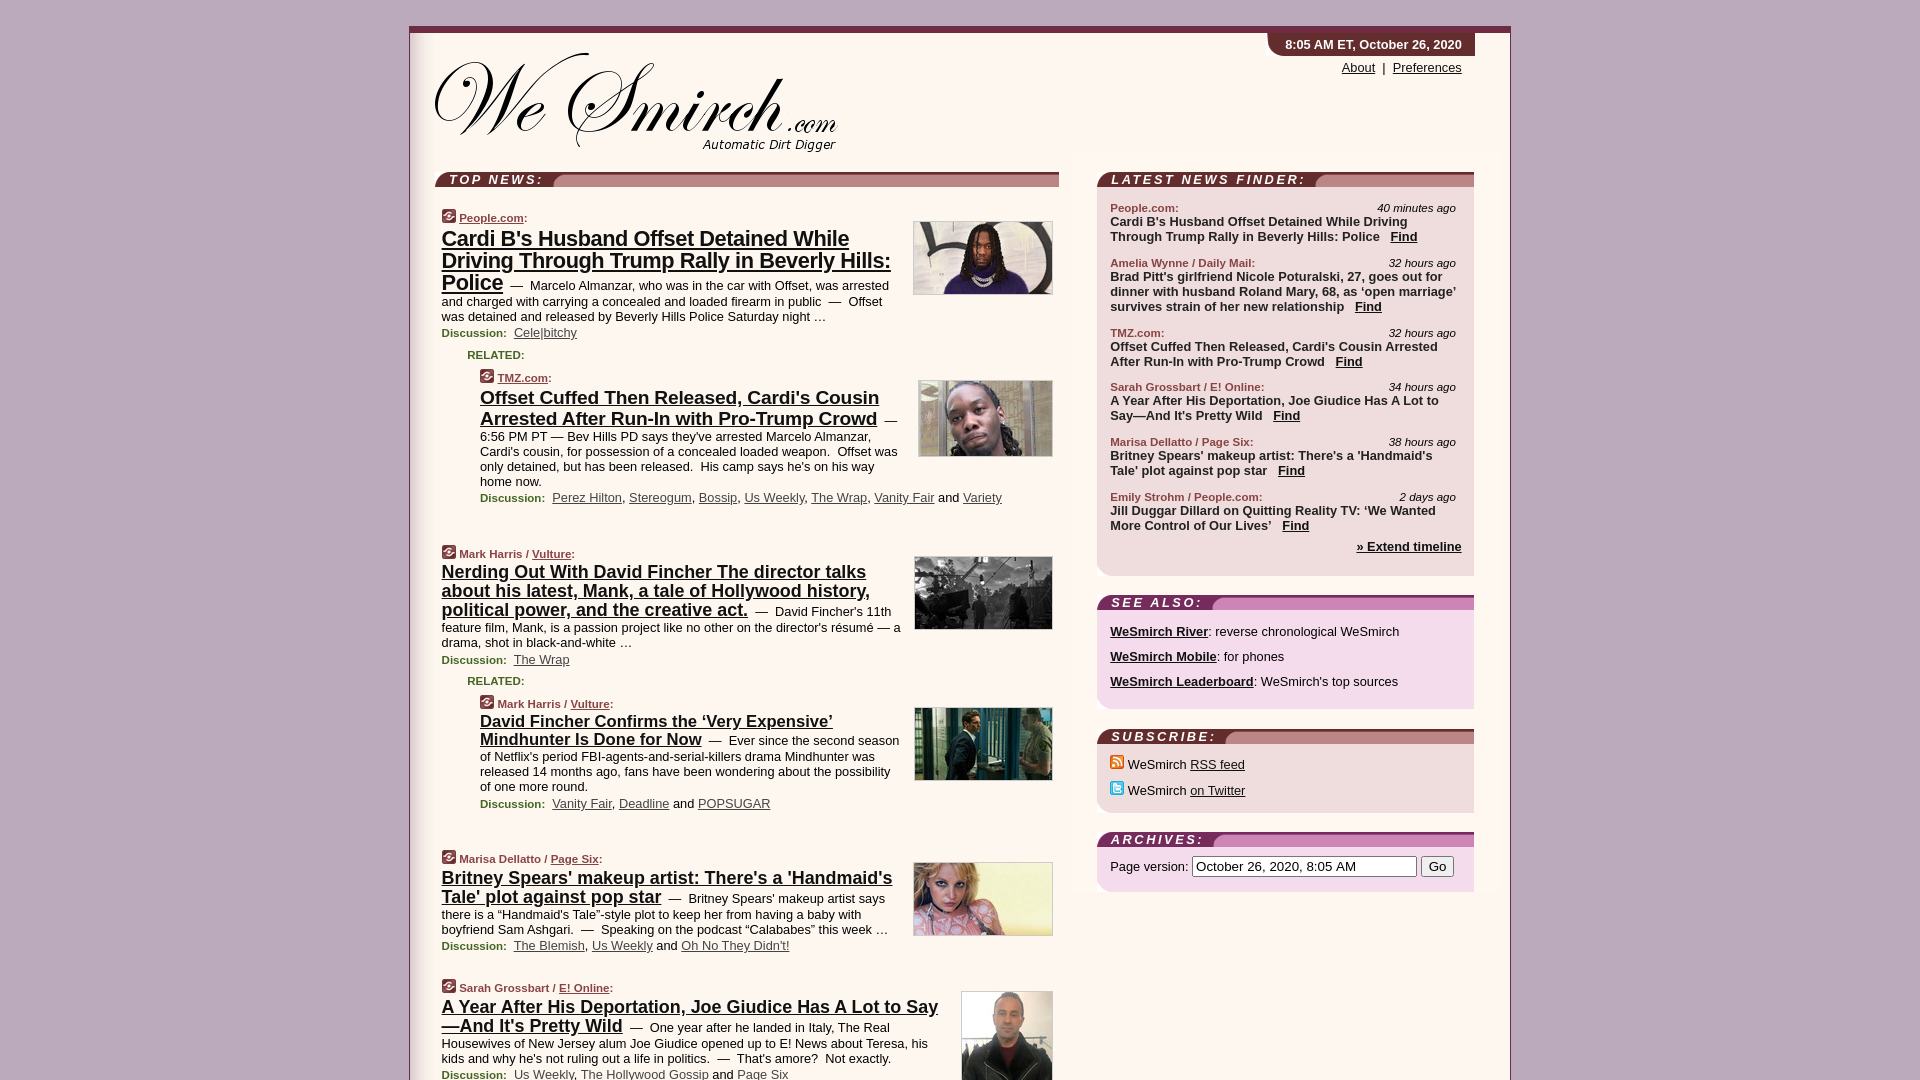 8:05 AM ET, October 26, 2020
About | Preferences
We Smirch .com
Automatic Dirt Digger
TOP NEWS:
People.com:
Cardi B's Husband Offset Detained While
Driving Through Trump Rally in Beverly Hills:
Police — Marcelo Almanzar, who was in the car with Offset, was arrested
and charged with carrying a concealed and loaded firearm in public — Offset
was detained and released by Beverly Hills Police Saturday night …
Discussion: Cele|bitchy
RELATED:
TMZ.com:
Offset Cuffed Then Released, Cardi's Cousin
Arrested After Run-In with Pro-Trump Crowd —
6:56 PM PT — Bev Hills PD says they've arrested Marcelo Almanzar,
Cardi's cousin, for possession of a concealed loaded weapon. Offset was
only detained, but has been released. His camp says he's on his way
home now.
Discussion: Perez Hilton, Stereogum, Bossip, Us Weekly, The Wrap, Vanity Fair and Variety
Mark Harris / Vulture:
Nerding Out With David Fincher The director talks
about his latest, Mank, a tale of Hollywood history,
political power, and the creative act. — David Fincher's 11th
feature film, Mank, is a passion project like no other on the director's résumé — a
drama, shot in black-and-white …
Discussion: The Wrap
RELATED:
Mark Harris / Vulture:
David Fincher Confirms the ‘Very Expensive’
Mindhunter Is Done for Now — Ever since the second season
of Netflix's period FBI-agents-and-serial-killers drama Mindhunter was
released 14 months ago, fans have been wondering about the possibility
of one more round.
Discussion: Vanity Fair, Deadline and POPSUGAR
Marisa Dellatto / Page Six:
Britney Spears' makeup artist: There's a 'Handmaid's
Tale' plot against pop star — Britney Spears' makeup artist says
there is a “Handmaid's Tale”-style plot to keep her from having a baby with
boyfriend Sam Ashgari. — Speaking on the podcast “Calababes” this week …
Discussion: The Blemish, Us Weekly and Oh No They Didn't!
Sarah Grossbart / E! Online:
A Year After His Deportation, Joe Giudice Has A Lot to Say
—And It's Pretty Wild — One year after he landed in Italy, The Real
Housewives of New Jersey alum Joe Giudice opened up to E! News about Teresa, his
kids and why he's not ruling out a life in politics. — That's amore? Not exactly.
Discussion: Us Weekly, The Hollywood Gossip and Page Six
LATEST NEWS FINDER:
People.com: 40 minutes ago
Cardi B's Husband Offset Detained While Driving
Through Trump Rally in Beverly Hills: Police Find
Amelia Wynne / Daily Mail: 32 hours ago
Brad Pitt's girlfriend Nicole Poturalski, 27, goes out for
dinner with husband Roland Mary, 68, as ‘open marriage’
survives strain of her new relationship Find
TMZ.com: 32 hours ago
Offset Cuffed Then Released, Cardi's Cousin Arrested
After Run-In with Pro-Trump Crowd Find
Sarah Grossbart / E! Online: 34 hours ago
A Year After His Deportation, Joe Giudice Has A Lot to
Say—And It's Pretty Wild Find
Marisa Dellatto / Page Six: 38 hours ago
Britney Spears' makeup artist: There's a 'Handmaid's
Tale' plot against pop star Find
Emily Strohm / People.com: 2 days ago
Jill Duggar Dillard on Quitting Reality TV: ‘We Wanted
More Control of Our Lives’ Find
» Extend timeline
SEE ALSO:
WeSmirch River: reverse chronological WeSmirch
WeSmirch Mobile: for phones
WeSmirch Leaderboard: WeSmirch's top sources
SUBSCRIBE:
WeSmirch RSS feed
WeSmirch on Twitter
ARCHIVES:
Page version: October 26, 2020, 8:05 AM Go